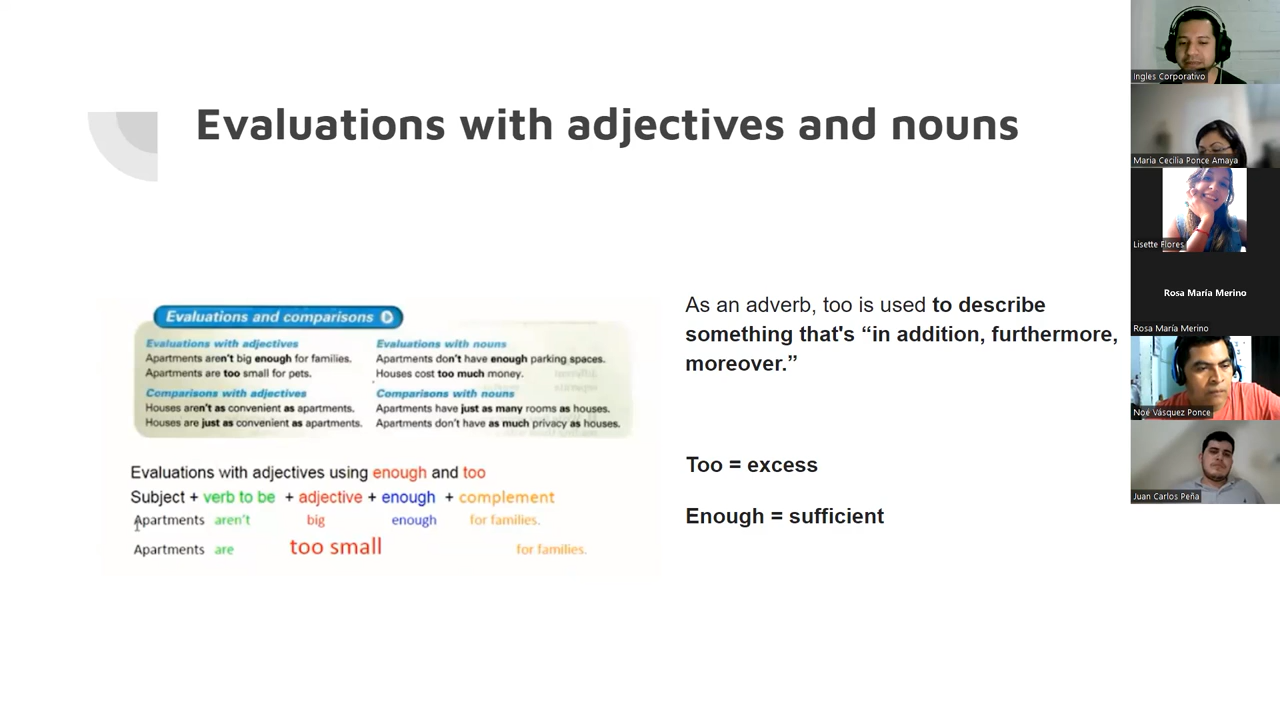 Evaluations with adjectives and nouns
Evaluations and comparisons
Evaluations with adjectives
Apartments aren't big enough for families.
Apartments are too small for pets.
Evaluations with nouns
Apartments don't have enough parking spaces.
Houses cost too much money.
Comparisons with adjectives
Houses aren't as convenient as apartments.
Houses are just as convenient as apartments.
Comparisons with nouns
Apartments have just as many rooms as houses.
Apartments don't have as much privacy as houses.
Evaluations with adjectives using enough and too
Subject + verb to be + adjective + enough + complement
Apartments aren't big enough for families.
Apartments are too small for families.
As an adverb, too is used to describe
something that's “in addition, furthermore,
moreover.”
Too = excess
Enough = sufficient
Ingles Corporativo
Maria Cecilia Ponce Amaya
Lisette Flores
Rosa María Merino
Rosa María Merino
Noé Vásquez Ponce
Juan Carlos Peña